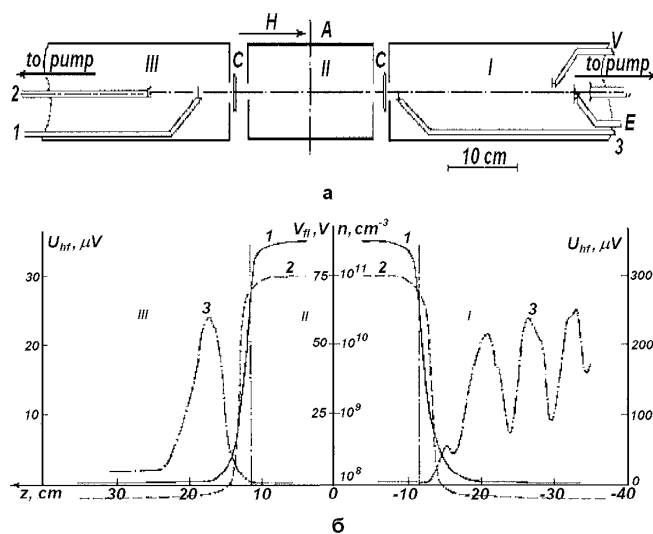 H A
C C V
III II I
to pump to pump
2
1 E
3
10 cm
а
U_hf, μV V_fl, V n, cm⁻³ U_hf, μV
1 1
30 2 75 10¹¹ 2 300
III 3 II I 3
20 50 10¹⁰ 200
10 25 10⁹ 100
10⁸ 0
z, cm 30 20 10 0 -10 -20 -30 -40
б